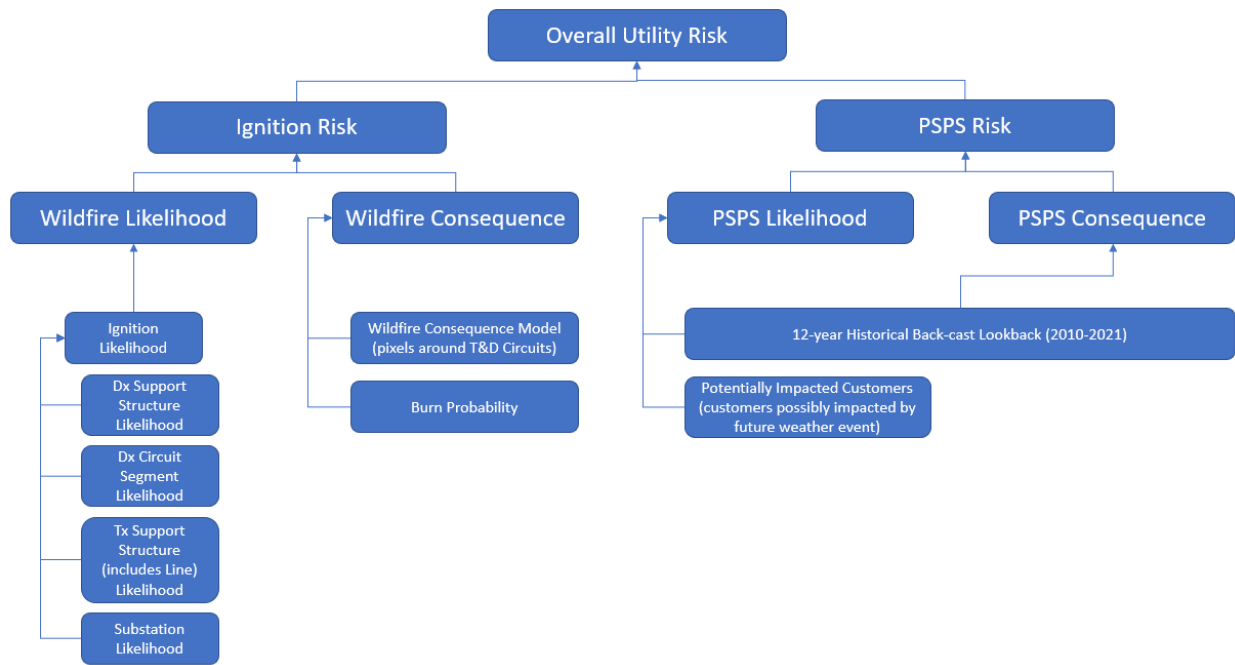 Overall Utility Risk
Ignition Risk
PSPS Risk
Wildfire Likelihood
Wildfire Consequence
PSPS Likelihood
PSPS Consequence
Ignition
Likelihood
Wildfire Consequence Model
(pixels around T&D Circuits)
12-year Historical Back-cast Lookback (2010-2021)
Dx Support
Structure
Likelihood
Burn Probability
Potentially Impacted Customers
(customers possibly impacted by
future weather event)
Dx Circuit
Segment
Likelihood
Tx Support
Structure
(includes Line)
Likelihood
Substation
Likelihood